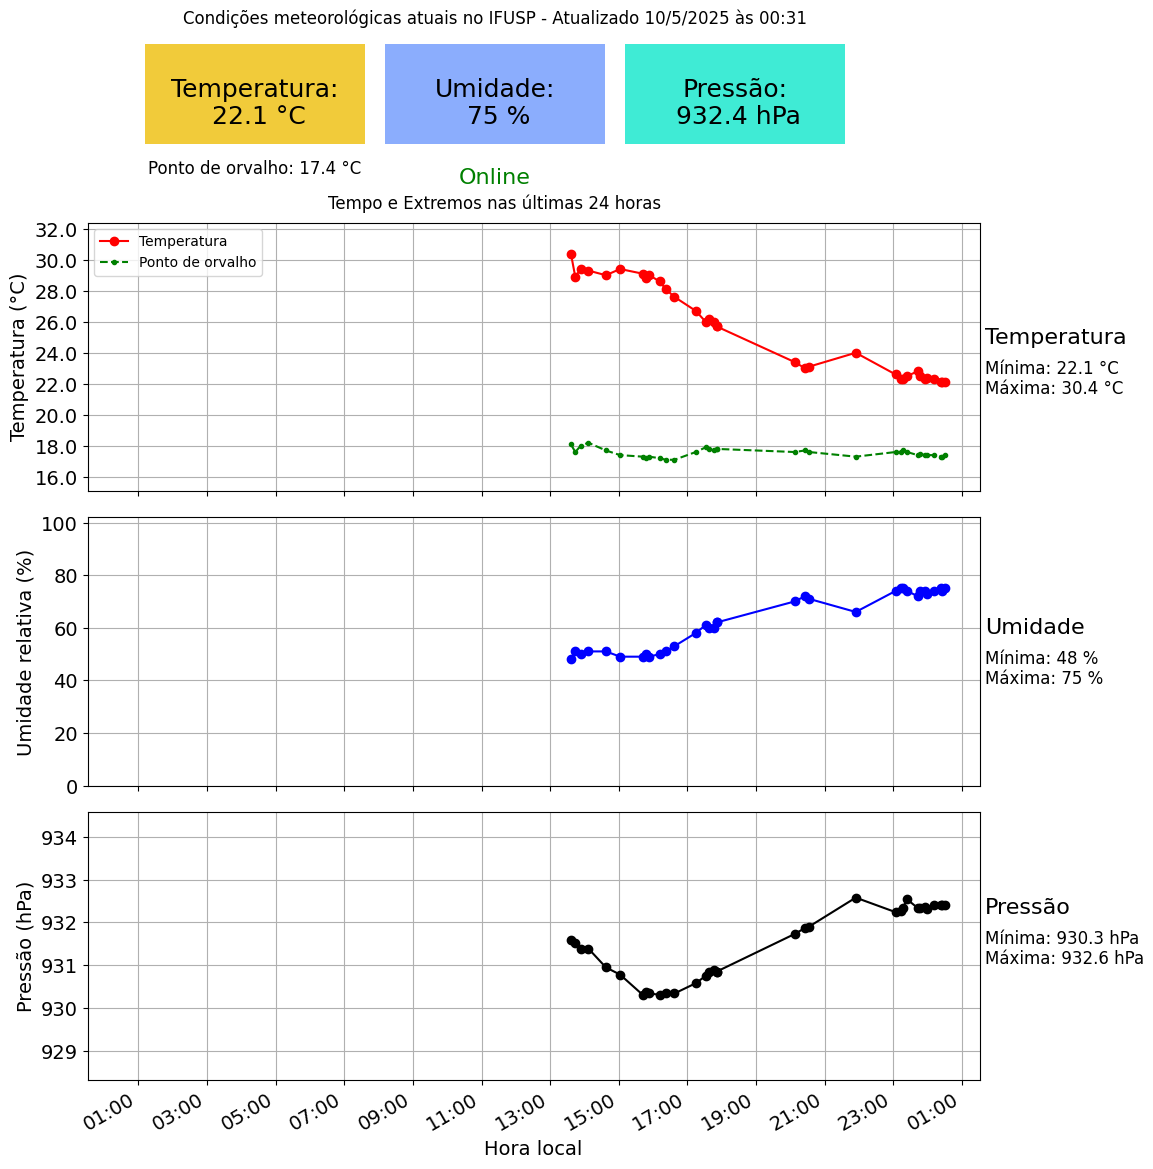 Condições meteorológicas atuais no IFUSP - Atualizado 10/5/2025 às 00:31
Temperatura:
22.1 °C
Umidade:
75 %
Pressão:
932.4 hPa
Ponto de orvalho: 17.4 °C
Online
Tempo e Extremos nas últimas 24 horas
Temperatura (°C)
32.0
30.0
28.0
26.0
24.0
22.0
20.0
18.0
16.0
Temperatura
Ponto de orvalho
Temperatura
Mínima: 22.1 °C
Máxima: 30.4 °C
Umidade relativa (%)
100
80
60
40
20
0
Umidade
Mínima: 48 %
Máxima: 75 %
Pressão (hPa)
934
933
932
931
930
929
Pressão
Mínima: 930.3 hPa
Máxima: 932.6 hPa
01:00 03:00 05:00 07:00 09:00 11:00 13:00 15:00 17:00 19:00 21:00 23:00 01:00
Hora local